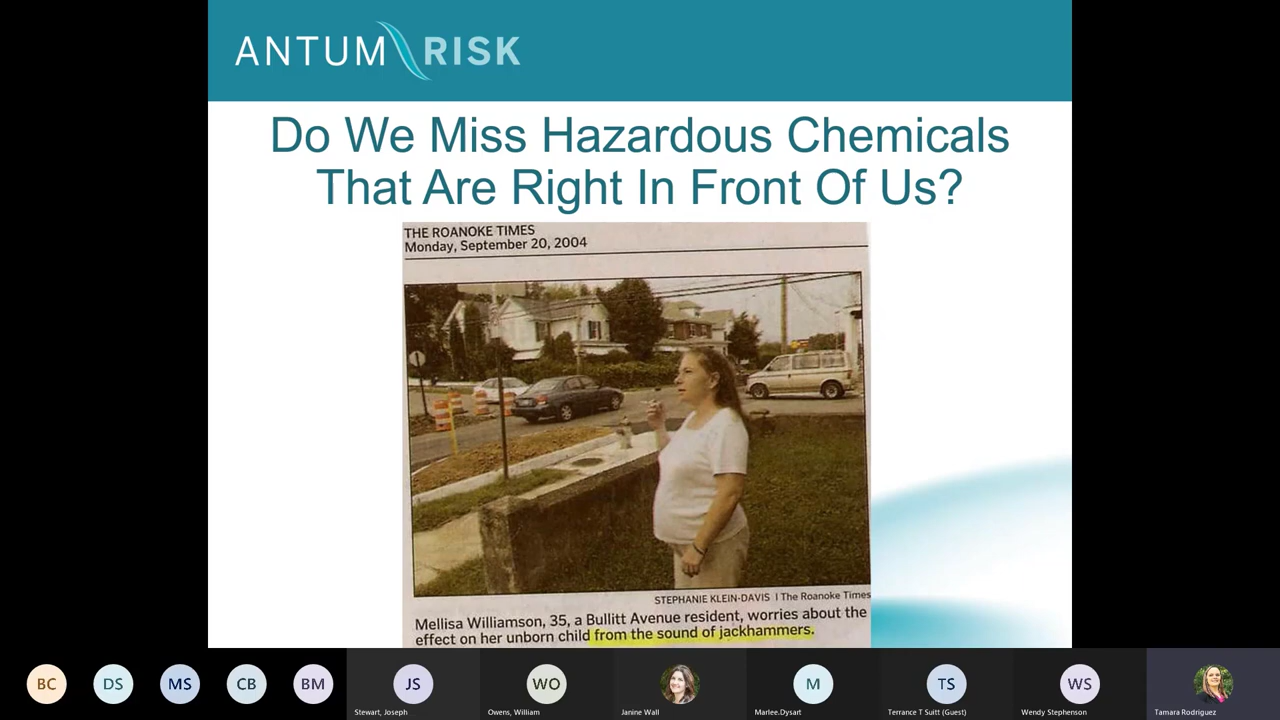 ANTUM RISK
Do We Miss Hazardous Chemicals
That Are Right In Front Of Us?
THE ROANOKE TIMES
Monday, September 20, 2004
STEPHANIE KLEIN-DAVIS I The Roanoke Times
Mellisa Williamson, 35, a Bullitt Avenue resident, worries about the
effect on her unborn child from the sound of jackhammers.
BC
DS
MS
CB
BM
JS
WO
M
TS
WS
Stewart, Joseph
Owens, William
Janine Wall
Marlee.Dysart
Terrance T Suitt (Guest)
Wendy Stephenson
Tamara Rodriguez